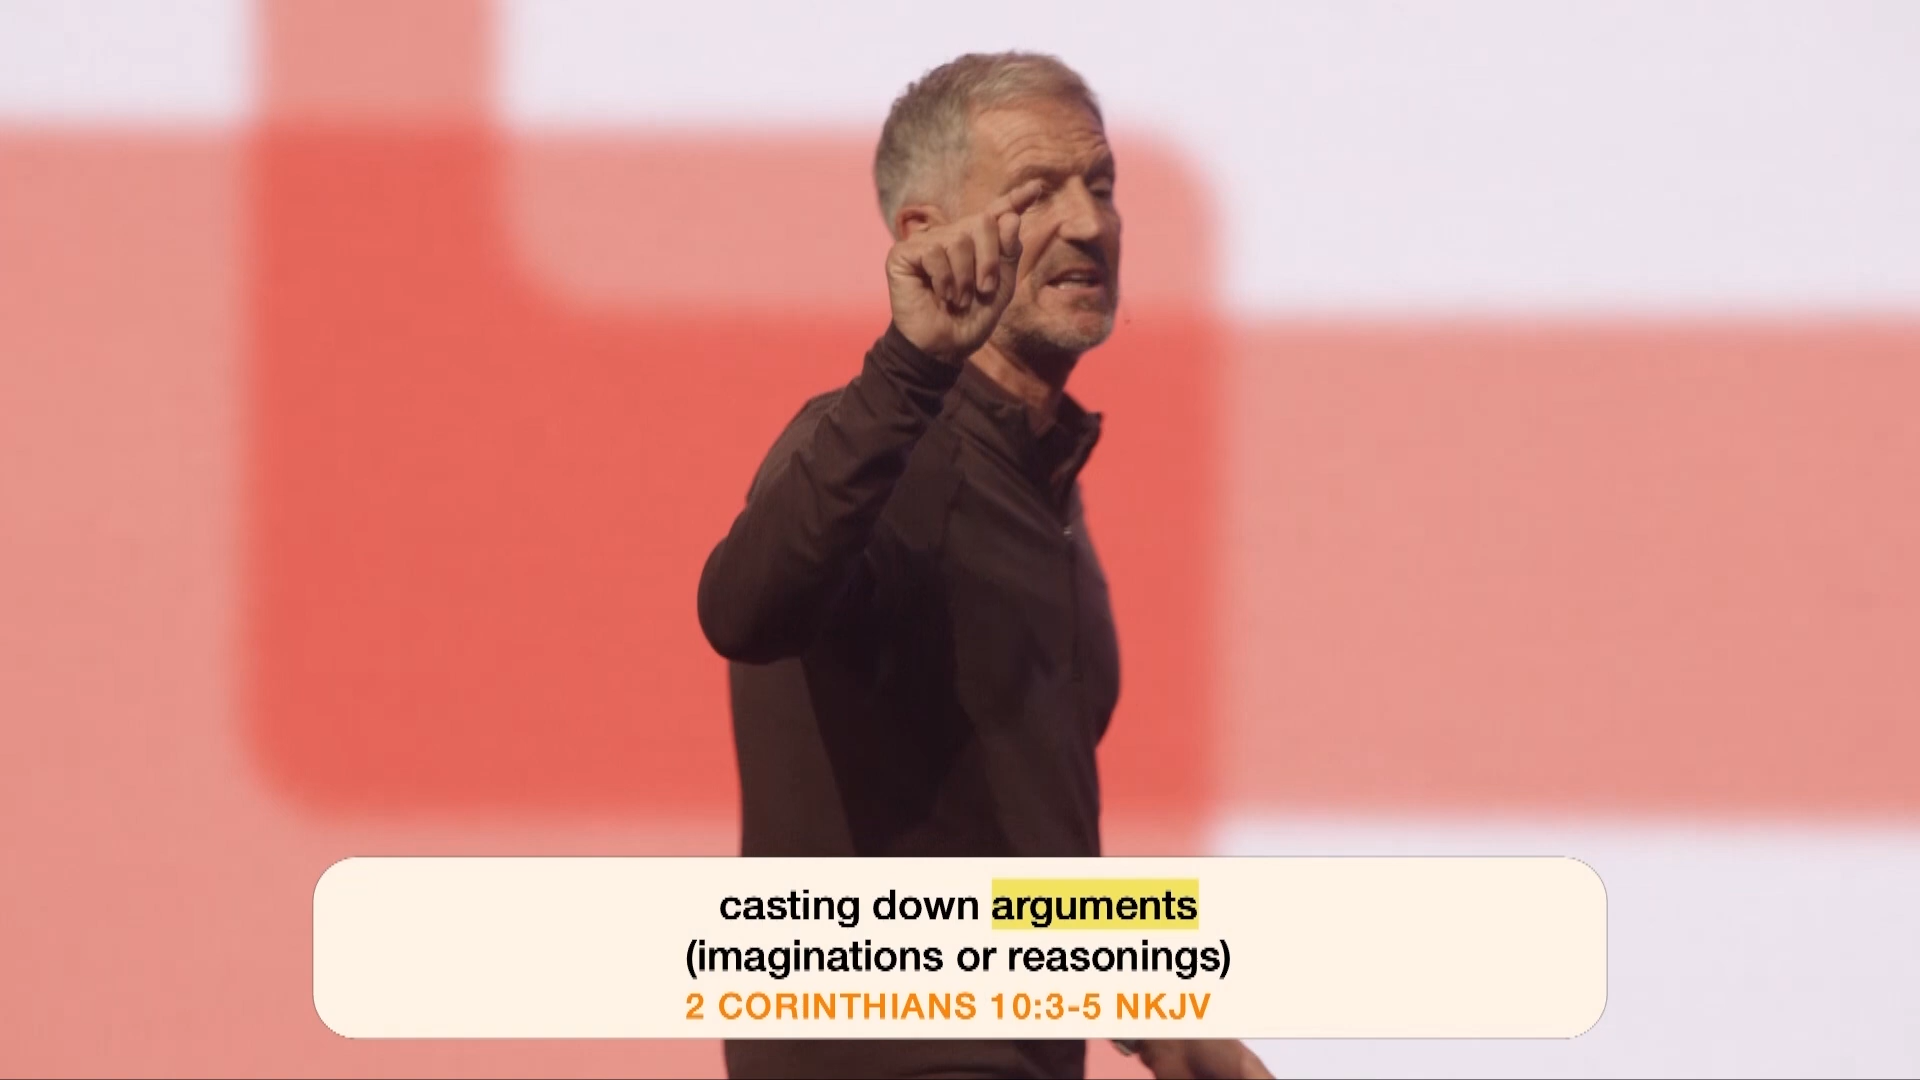 casting down arguments
(imaginations or reasonings)
2 CORINTHIANS 10:3-5 NKJV